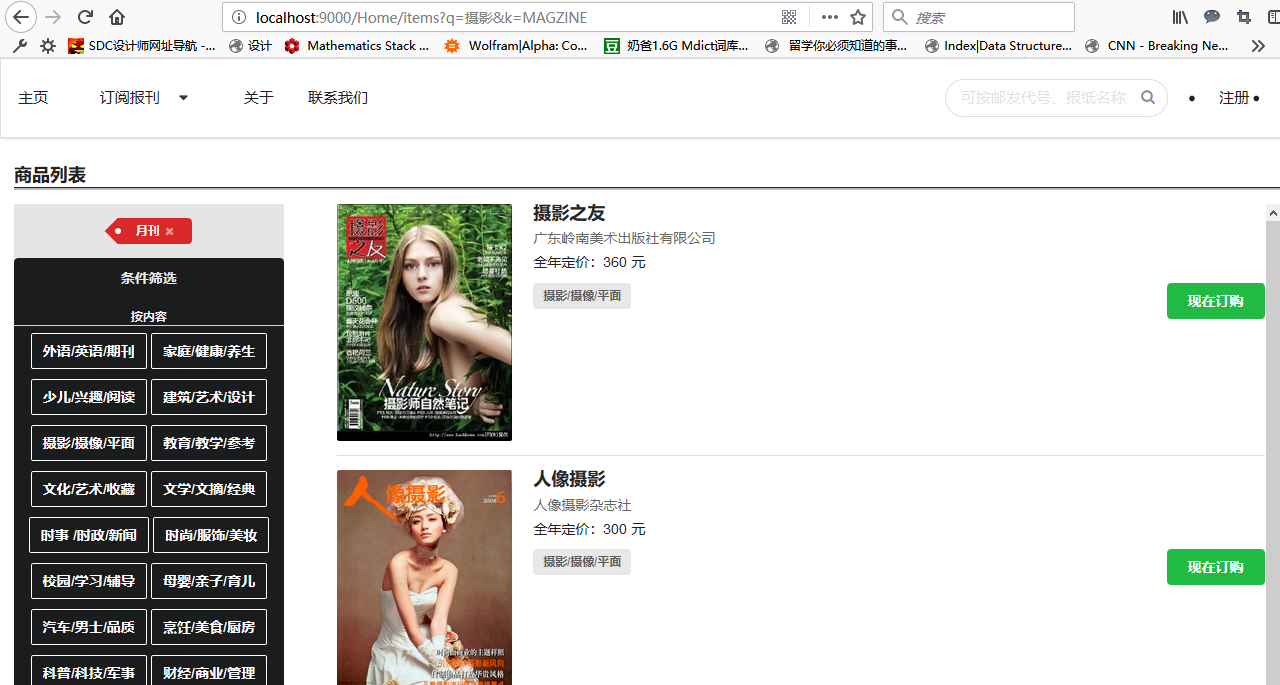 localhost:9000/Home/items?q=摄影&k=MAGZINE
搜索
SDC设计师网址导航 -... 设计 Mathematics Stack ... Wolfram|Alpha: Co... 奶爸1.6G Mdict词库... 留学你必须知道的事... Index|Data Structure... CNN - Breaking Ne...
主页 订阅报刊 关于 联系我们 可按邮发代号、报纸名称 注册
商品列表
月刊
条件筛选
按内容
外语/英语/期刊 家庭/健康/养生
少儿/兴趣/阅读 建筑/艺术/设计
摄影/摄像/平面 教育/教学/参考
文化/艺术/收藏 文学/文摘/经典
时事 /时政/新闻 时尚/服饰/美妆
校园/学习/辅导 母婴/亲子/育儿
汽车/男士/品质 烹饪/美食/厨房
科普/科技/军事 财经/商业/管理
摄影之友
Nature Story
摄影师自然笔记
摄影之友
广东岭南美术出版社有限公司
全年定价：360 元
摄影/摄像/平面
现在订购
人像摄影
2008 6
人像摄影
人像摄影杂志社
全年定价：300 元
摄影/摄像/平面
现在订购